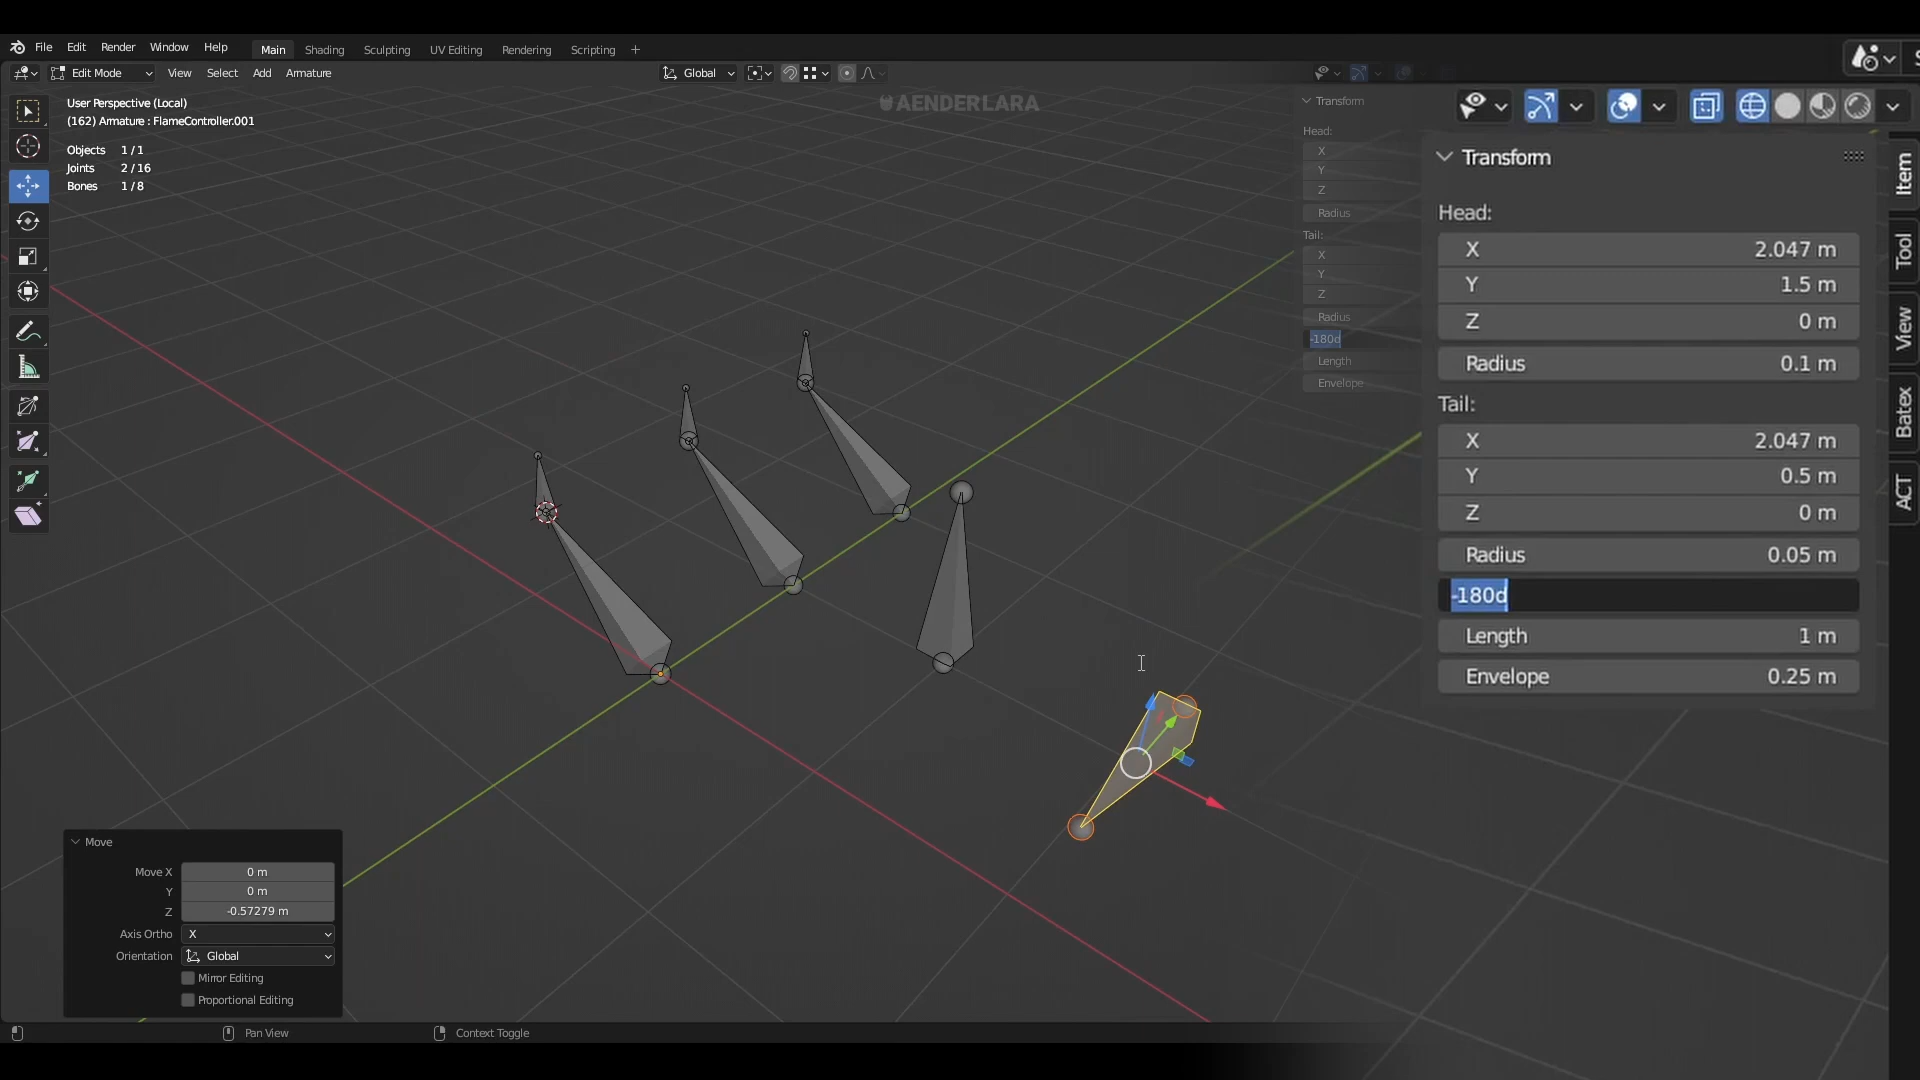 File Edit Render Window Help Main Shading Sculpting UV Editing Rendering Scripting +
Edit Mode View Select Add Armature Global
User Perspective (Local)
(162) Armature : FlameController.001
Objects 1 / 1
Joints 2 / 16
Bones 1 / 8
AENDERLARA
Transform
Head:
X
Y
Z
Radius
Tail:
X
Y
Z
Radius
-180d
Length
Envelope
Transform
Head:
X 2.047 m
Y 1.5 m
Z 0 m
Radius 0.1 m
Tail:
X 2.047 m
Y 0.5 m
Z 0 m
Radius 0.05 m
-180d
Length 1 m
Envelope 0.25 m
Item
Tool
View
Batex
ACT
Move
Move X 0 m
Y 0 m
Z -0.57279 m
Axis Ortho X
Orientation Global
Mirror Editing
Proportional Editing
Pan View Context Toggle